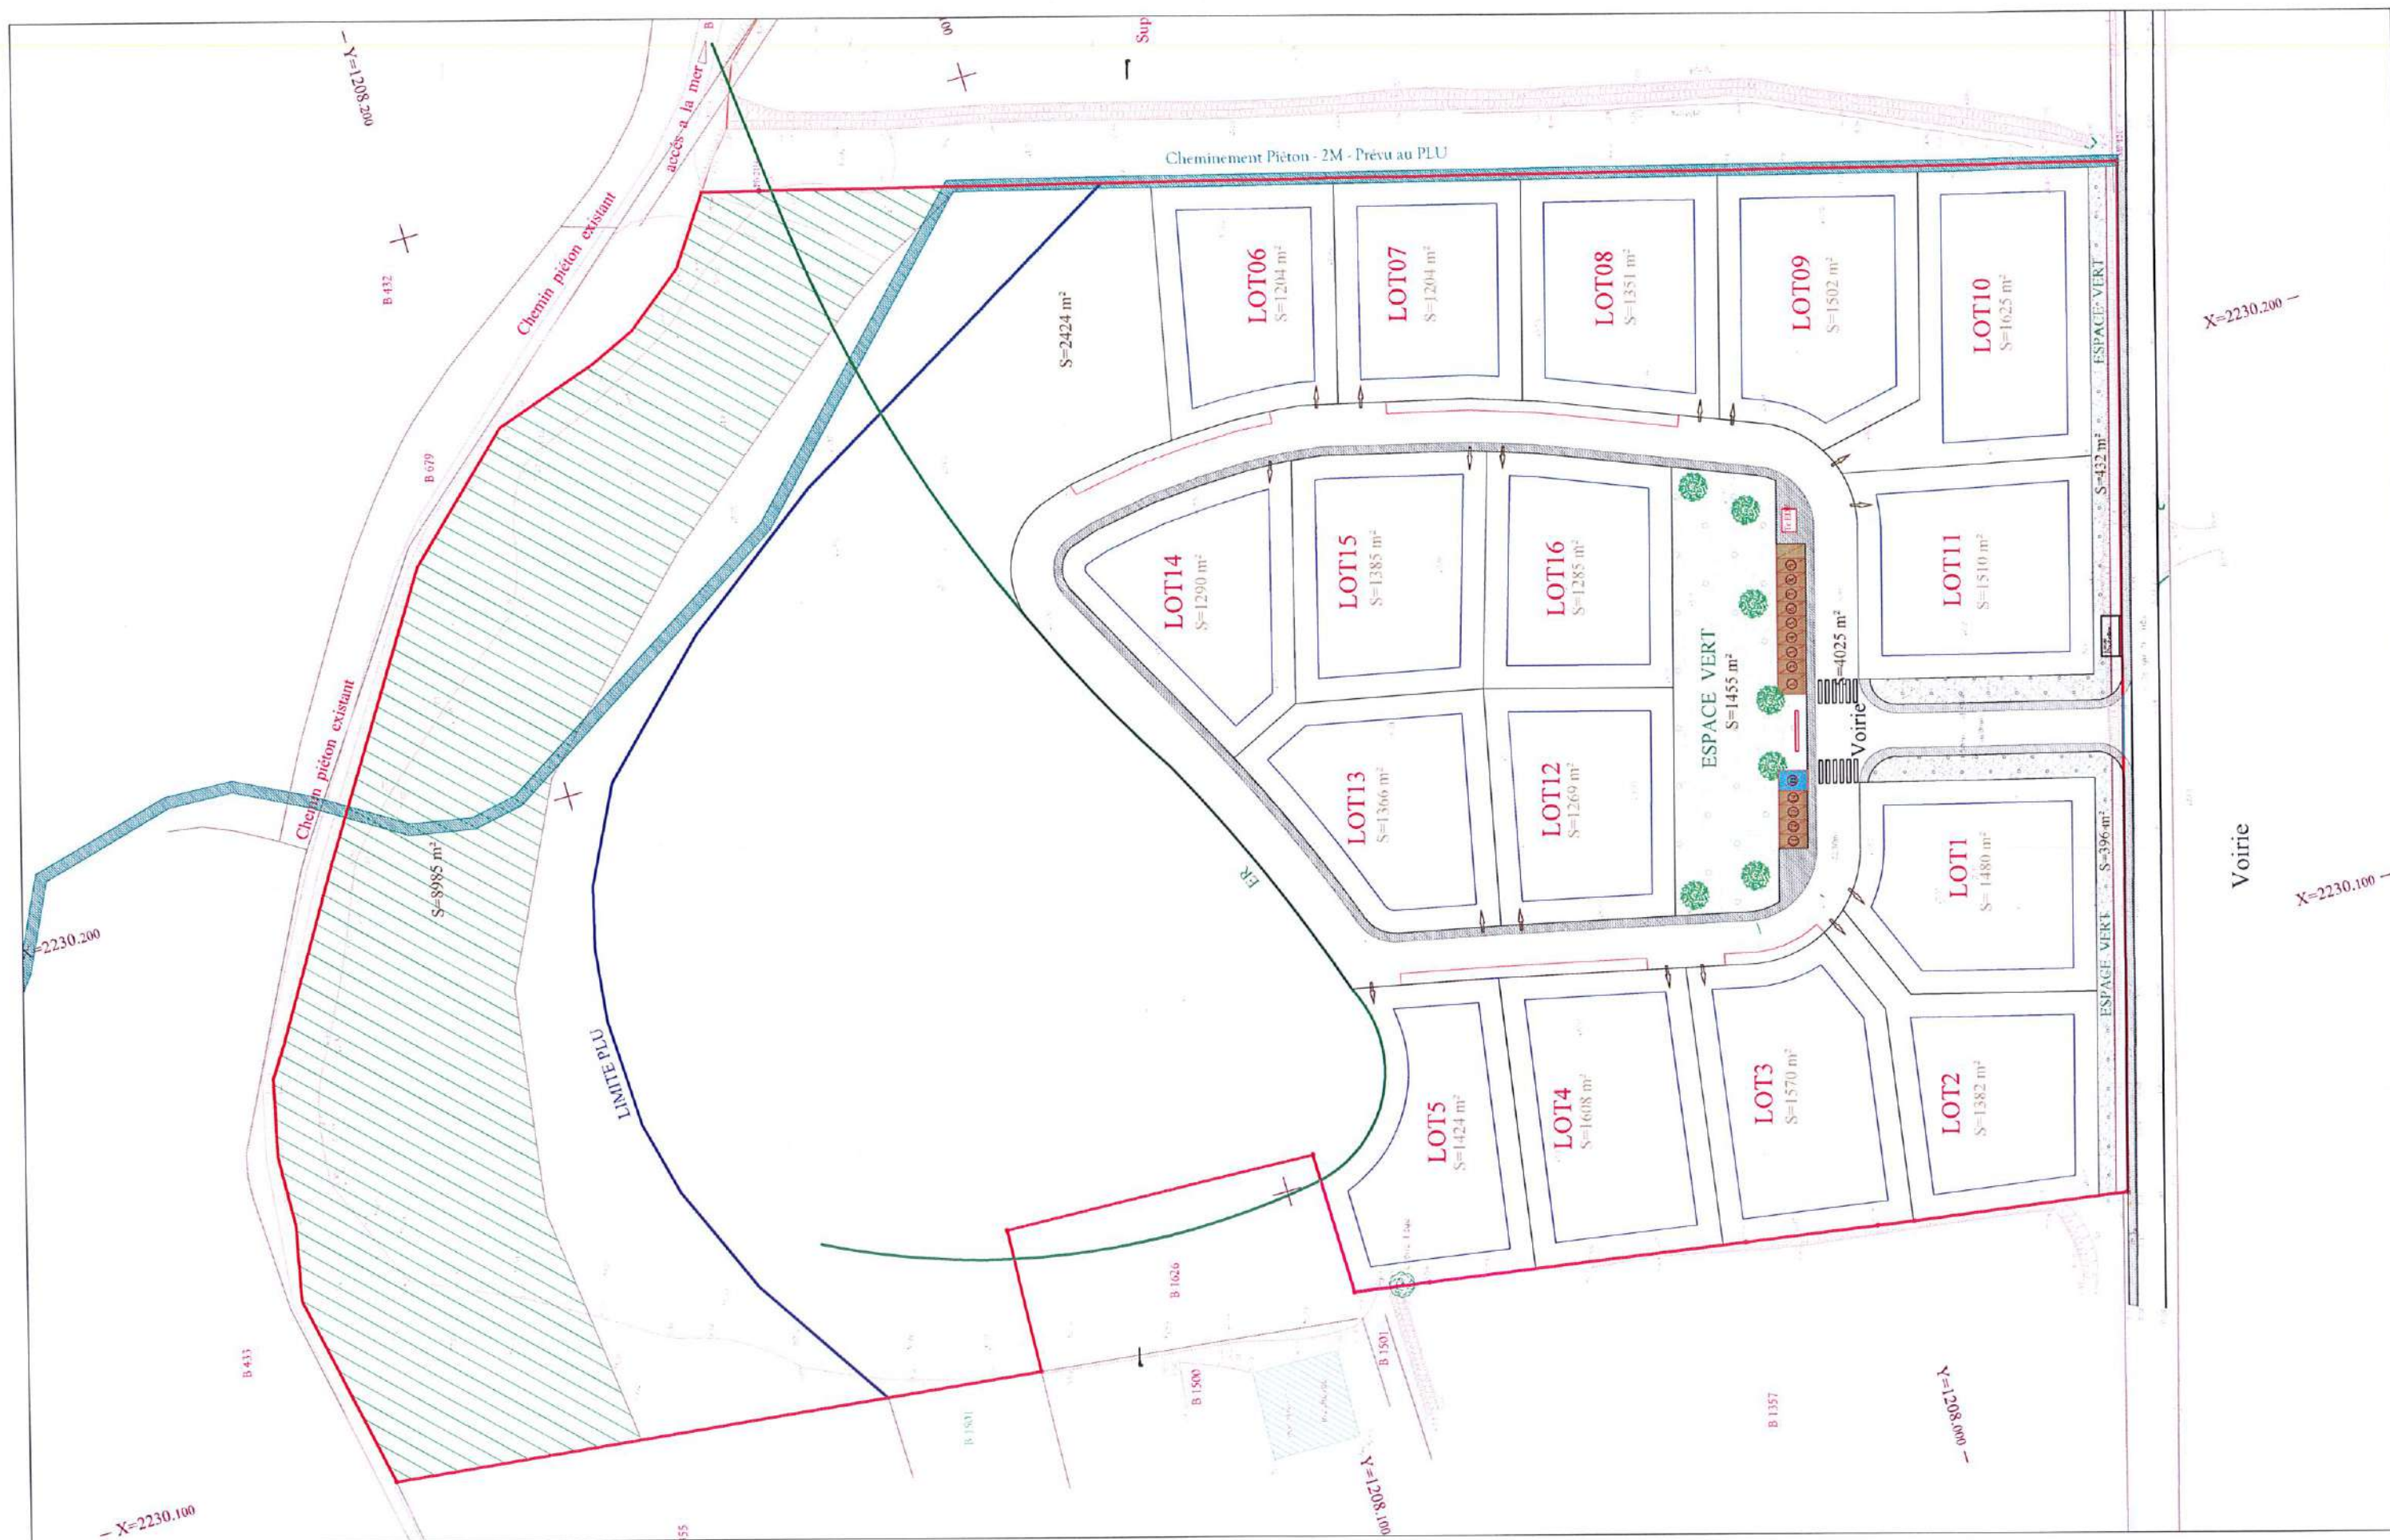 Y=1208.200
B
accés a la mer
00
Sup
Cheminement Piéton - 2M - Prévu au PLU
Chemin piéton existant
B 432
B 679
S=2424 m²
LOT06
S=1204 m²
LOT07
S=1204 m²
LOT08
S=1351 m²
LOT09
S=1502 m²
LOT10
S=1625 m²
ESPACE VERT
S=432 m²
X=2230.200
LOT14
S=1290 m²
LOT15
S=1385 m²
LOT16
S=1285 m²
LOT11
S=1510 m²
ESPACE VERT
S=1455 m²
S=4025 m²
Voirie
Chemin piéton existant
S=8985 m²
X=2230.200
LOT13
S=1366 m²
LOT12
S=1269 m²
LOT1
S= 1480 m²
S=396 m²
ESPACE VERT
Voirie
X=2230.100
ER
LIMITE PLU
LOT5
S=1424 m²
LOT4
S=1608 m²
LOT3
S=1570 m²
LOT2
S=1382 m²
B 1626
B 433
B 1500
B 1501
B 1501
B 1357
Y=1208.000
Y=1208.100
X=2230.100
55